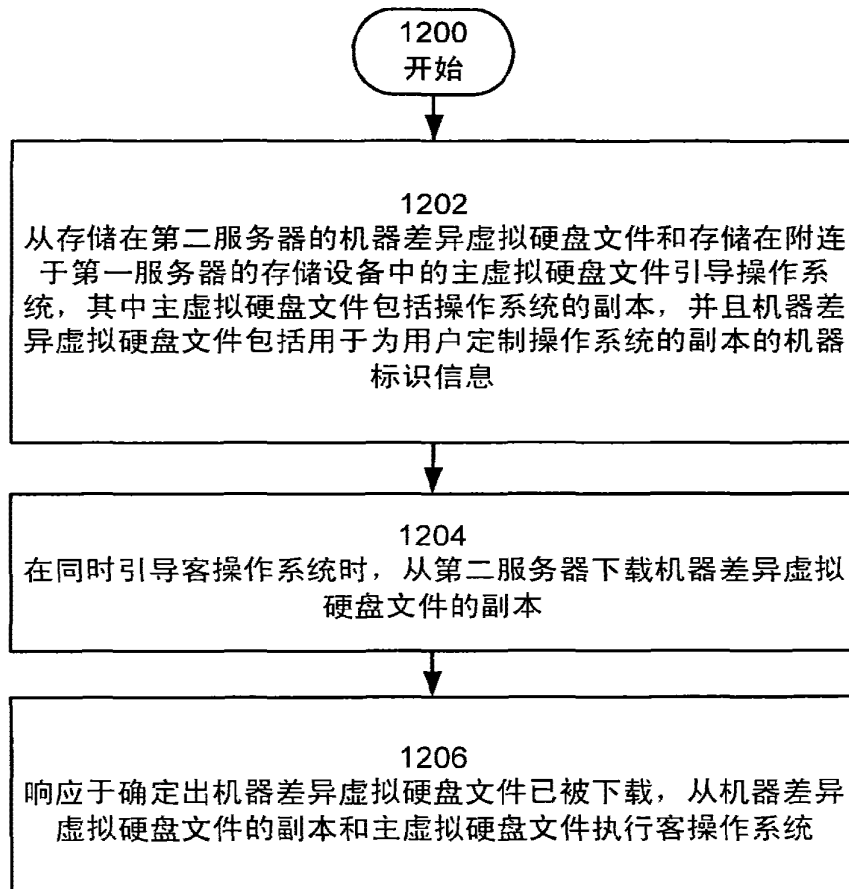 1200
开始
1202
从存储在第二服务器的机器差异虚拟硬盘文件和存储在附连
于第一服务器的存储设备中的主虚拟硬盘文件引导操作系
统，其中主虚拟硬盘文件包括操作系统的副本，并且机器差
异虚拟硬盘文件包括用于为用户定制操作系统的副本的机器
标识信息
1204
在同时引导客操作系统时，从第二服务器下载机器差异虚拟
硬盘文件的副本
1206
响应于确定出机器差异虚拟硬盘文件已被下载，从机器差异
虚拟硬盘文件的副本和主虚拟硬盘文件执行客操作系统